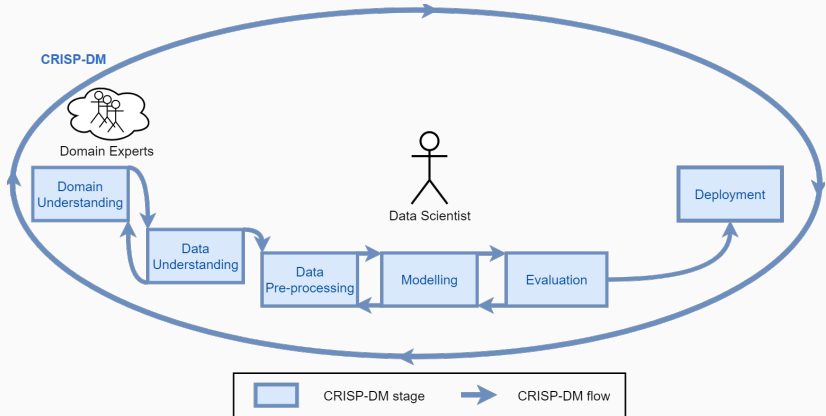 CRISP-DM
Domain Experts
Domain
Understanding
Data Scientist
Deployment
Data
Understanding
Data
Pre-processing
Modelling
Evaluation
CRISP-DM stage
CRISP-DM flow